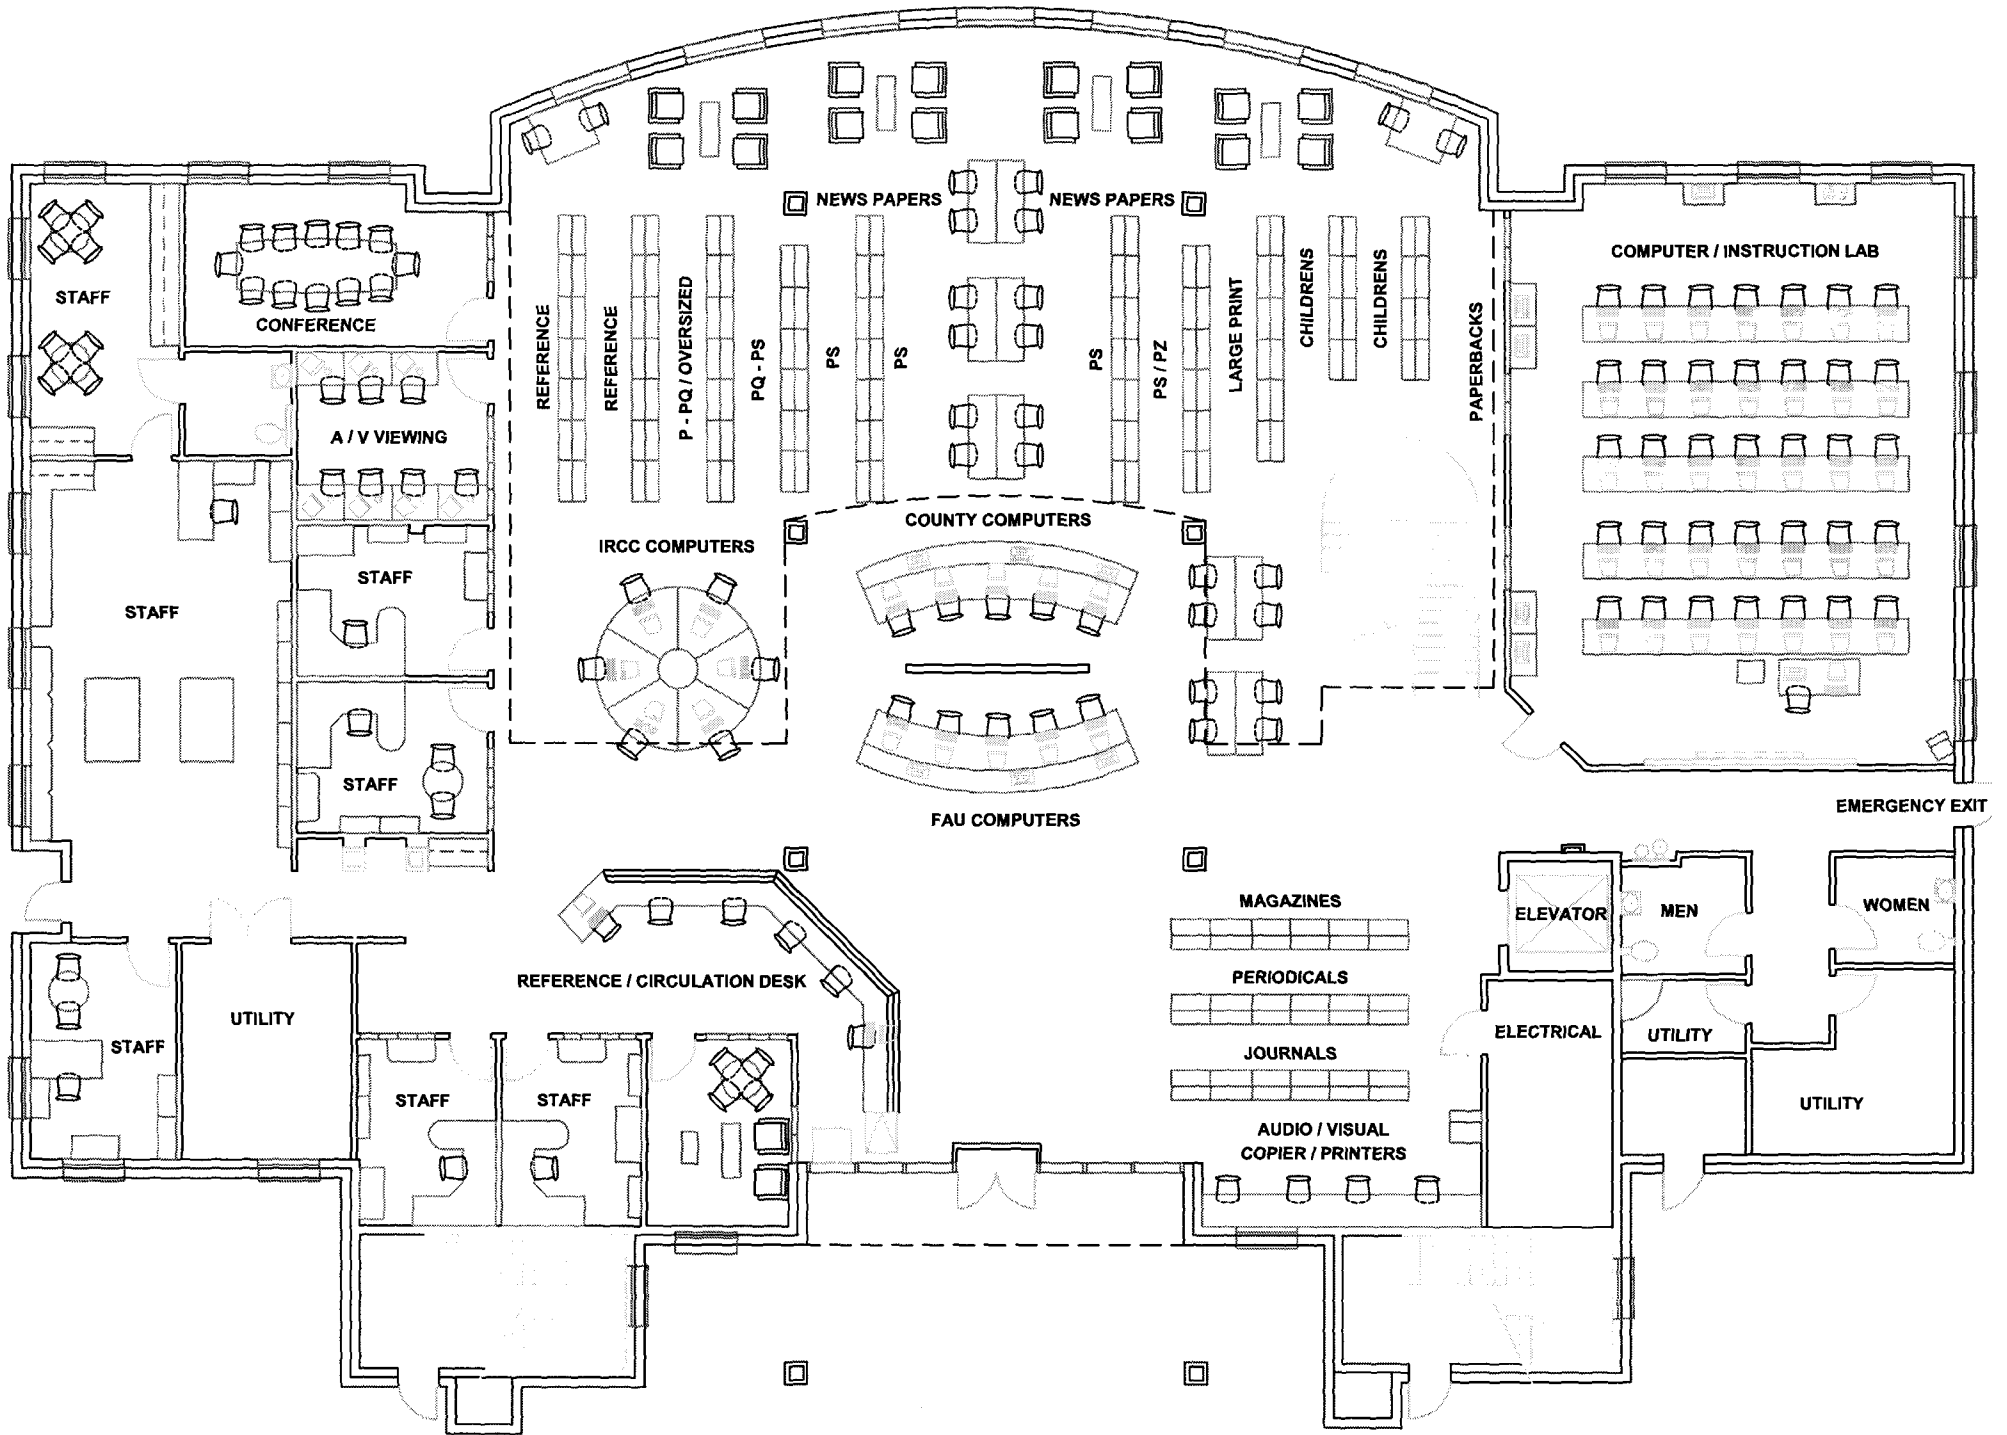 NEWS PAPERS
NEWS PAPERS
STAFF
CONFERENCE
COMPUTER / INSTRUCTION LAB
REFERENCE
REFERENCE
P - PQ / OVERSIZED
PQ - PS
PS
PS
PS
PS / PZ
LARGE PRINT
CHILDRENS
CHILDRENS
PAPERBACKS
A / V VIEWING
COUNTY COMPUTERS
IRCC COMPUTERS
STAFF
STAFF
STAFF
FAU COMPUTERS
EMERGENCY EXIT
MAGAZINES
ELEVATOR
MEN
WOMEN
REFERENCE / CIRCULATION DESK
PERIODICALS
UTILITY
STAFF
ELECTRICAL
UTILITY
JOURNALS
STAFF
STAFF
UTILITY
AUDIO / VISUAL
COPIER / PRINTERS